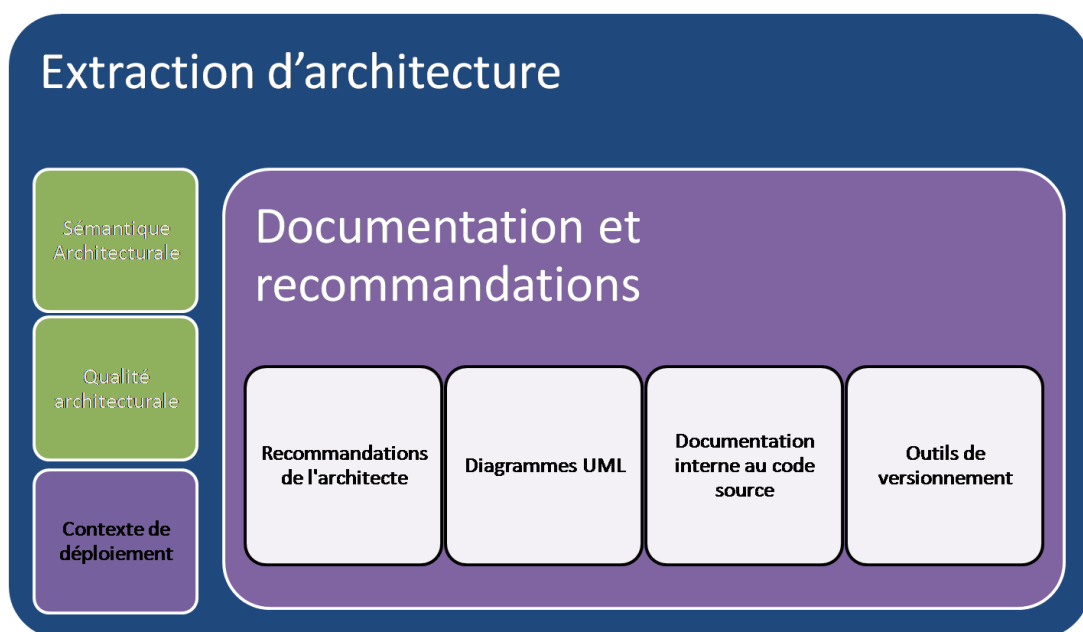 Extraction d’architecture
Sémantique
Architecturale
Qualité
architecturale
Contexte de
déploiement
Documentation et
recommandations
Recommandations
de l'architecte
Diagrammes UML
Documentation
interne au code
source
Outils de
versionnement